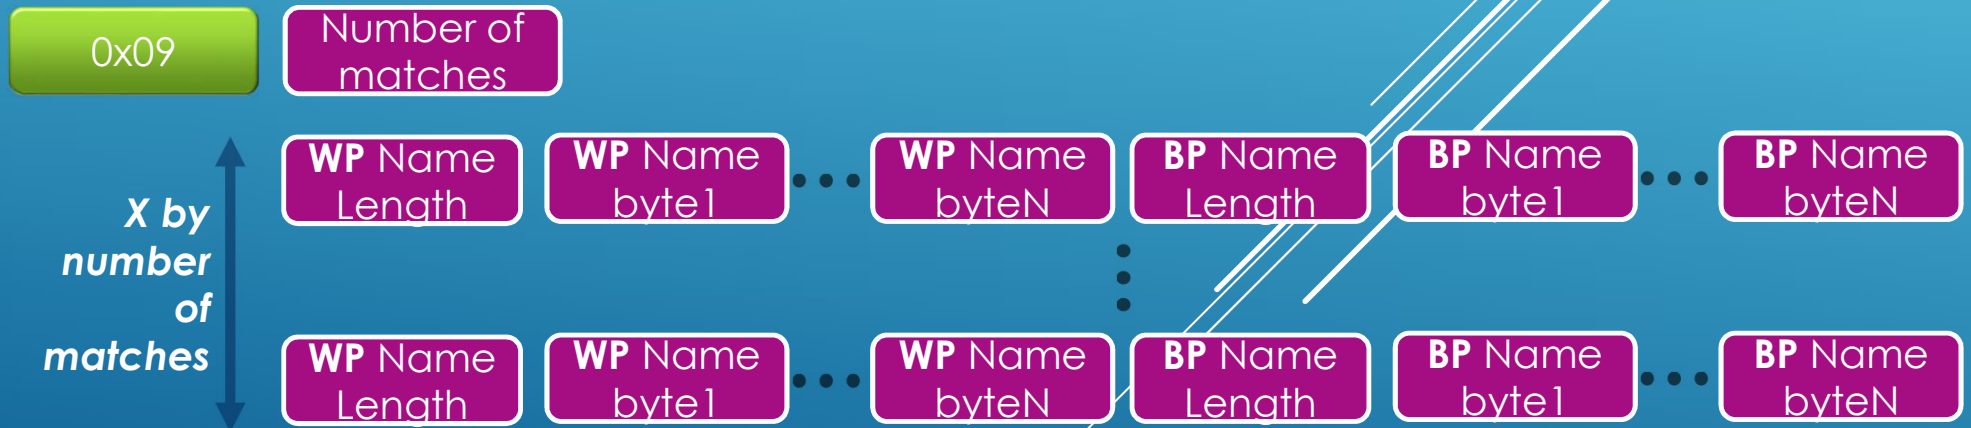 0x09
Number of
matches
WP Name
Length
WP Name
byte1
WP Name
byteN
BP Name
Length
BP Name
byte1
BP Name
byteN
X by
number
of
matches
WP Name
Length
WP Name
byte1
WP Name
byteN
BP Name
Length
BP Name
byte1
BP Name
byteN